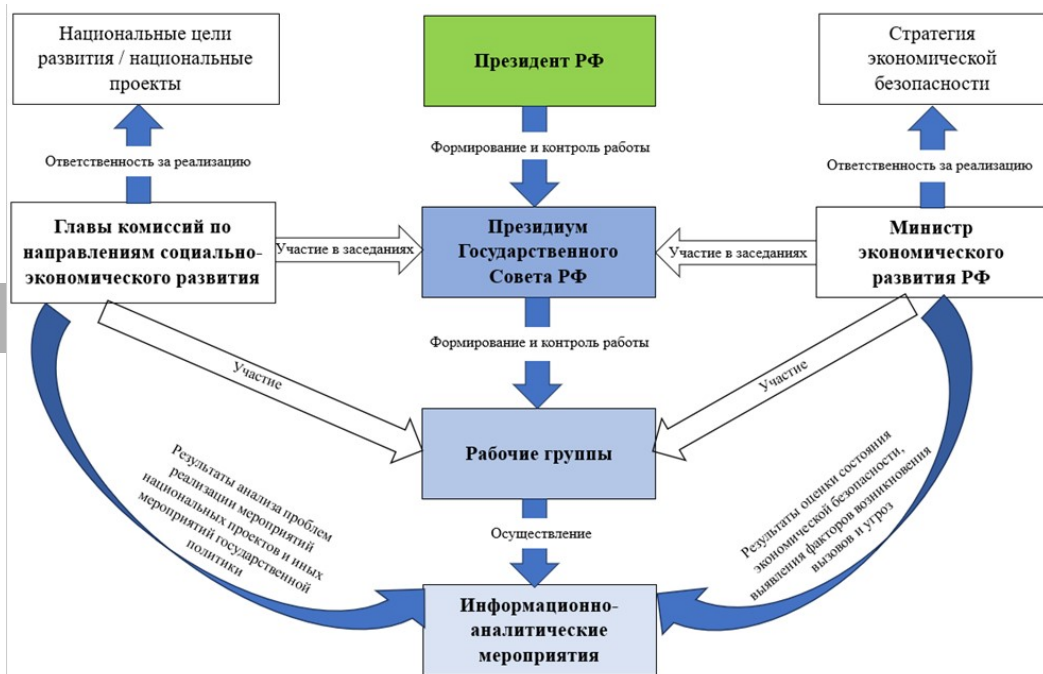 Национальные цели
развития / национальные
проекты
Президент РФ
Стратегия
экономической
безопасности
Ответственность за реализацию
Формирование и контроль работы
Ответственность за реализацию
Главы комиссий по
направлениям социально-
экономического развития
Участие в заседаниях
Президиум
Государственного
Совета РФ
Участие в заседаниях
Министр
экономического
развития РФ
Формирование и контроль работы
Участие
Участие
Рабочие группы
Результаты анализа проблем
реализации мероприятий
национальных проектов и иных
мероприятий государственной
политики
Результаты оценки состояния
экономической безопасности,
выявления факторов возникновения
вызовов и угроз
Осуществление
Информационно-
аналитические
мероприятия